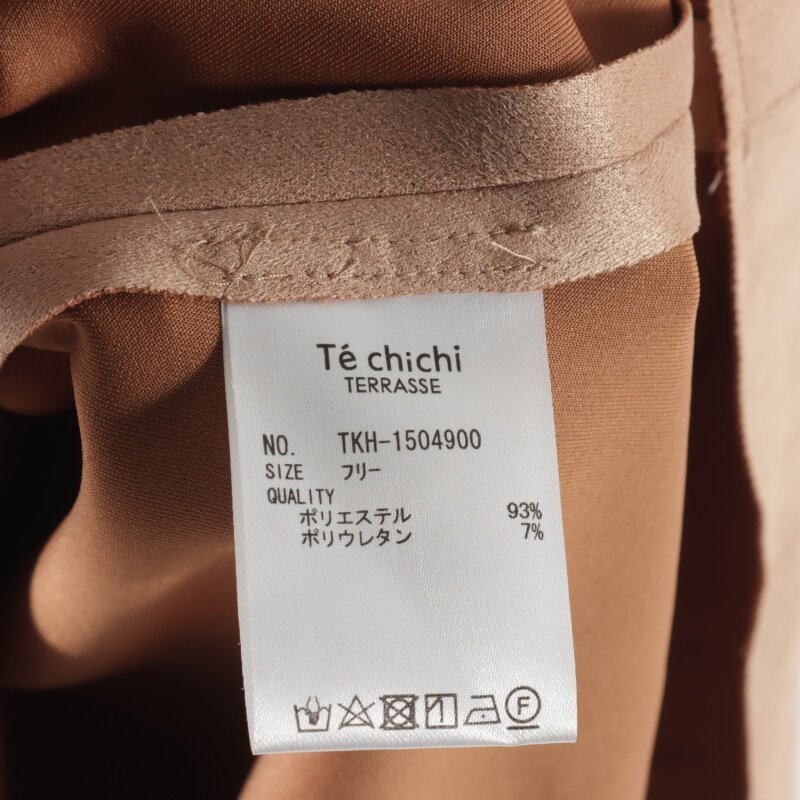 Té chichi
TERRASSE
NO. TKH-1504900
SIZE フリー
QUALITY
ポリエステル 93%
ポリウレタン 7%
F